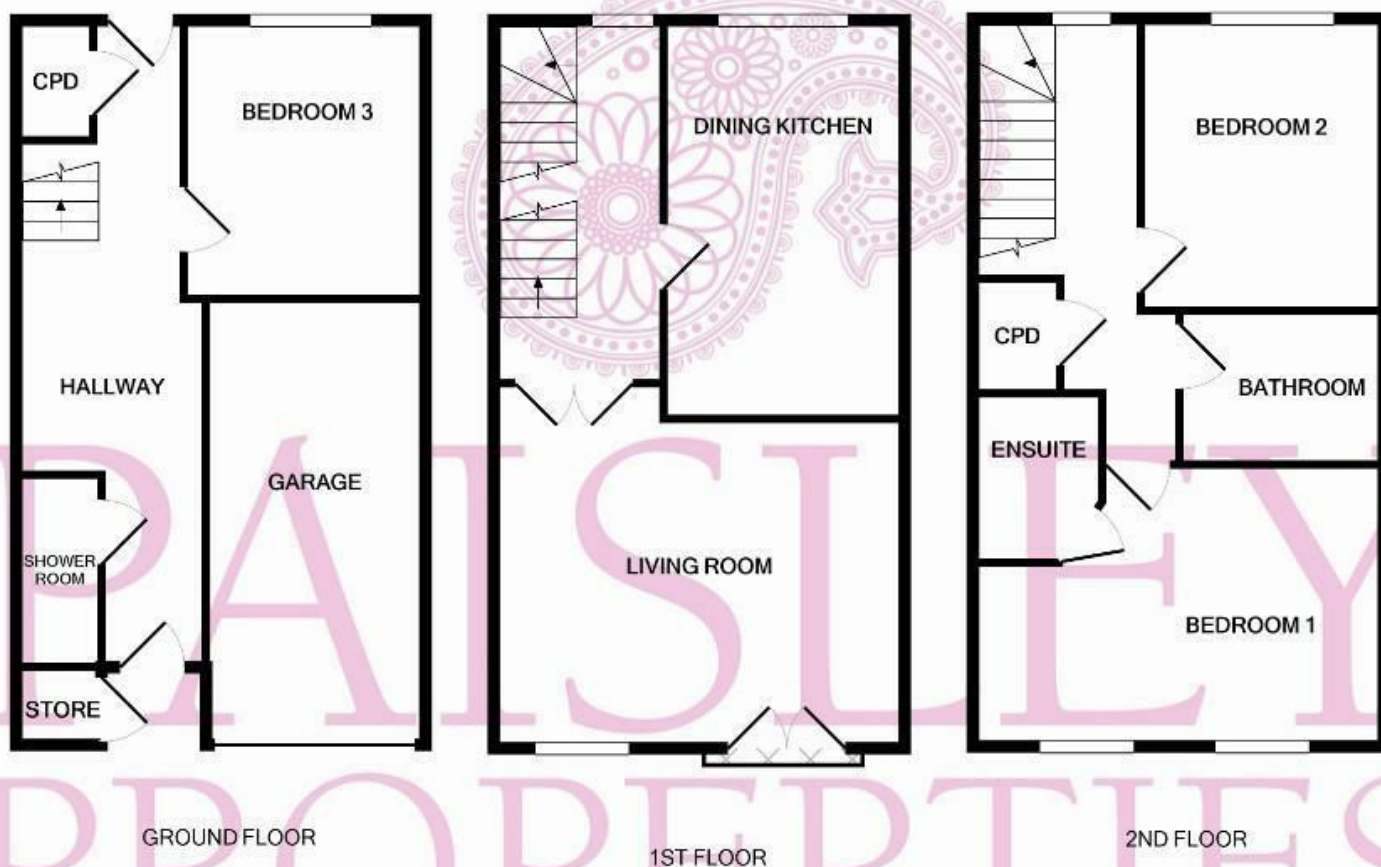 CPD
BEDROOM 3
HALLWAY
GARAGE
SHOWER
ROOM
STORE
GROUND FLOOR
DINING KITCHEN
LIVING ROOM
1ST FLOOR
BEDROOM 2
CPD
BATHROOM
ENSUITE
BEDROOM 1
2ND FLOOR
PAISLEY
PROPERTIES